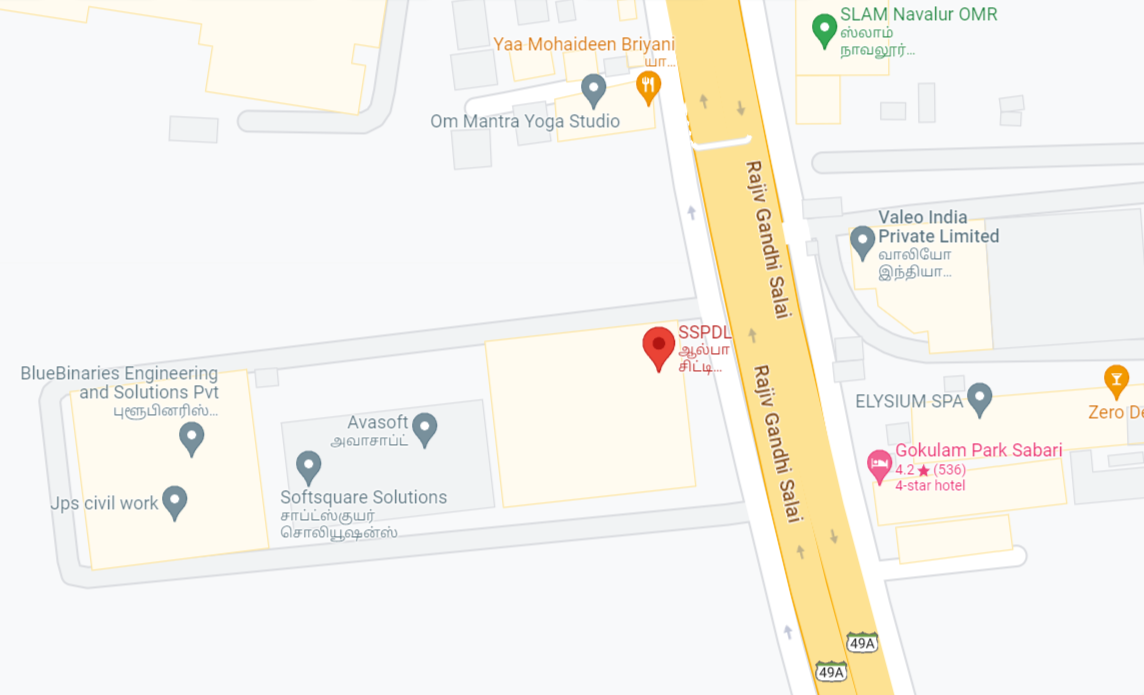 SLAM Navalur OMR
ஸ்லாம்
நாவலூர்...
Yaa Mohaideen Briyani
யா...
Om Mantra Yoga Studio
Rajiv Gandhi Salai
Valeo India
Private Limited
வாலியோ
இந்தியா...
SSPDL
ஆல்பா
சிட்டி...
BlueBinaries Engineering
and Solutions Pvt
புளூபினரிஸ்...
Rajiv Gandhi Salai
ELYSIUM SPA
Zero De
Avasoft
அவாசாப்ட்
Gokulam Park Sabari
4.2★(536)
4-star hotel
Jps civil work
Softsquare Solutions
சாப்ட்ஸ்குயர்
சொலியூஷன்ஸ்
49A
49A